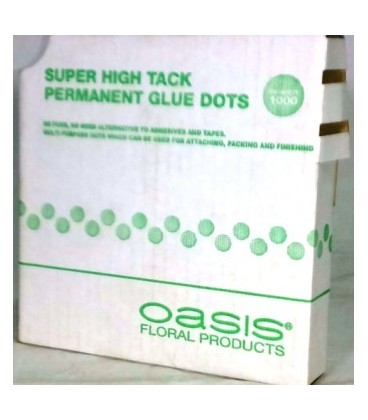 SUPER HIGH TACK
PERMANENT GLUE DOTS
1000
NO FUSS, NO MESS ALTERNATIVE TO ADHESIVES AND TAPES.
MULTI PURPOSE DOTS WHICH CAN BE USED FOR ATTACHING, PACKING AND FINISHING
OASIS®
FLORAL PRODUCTS